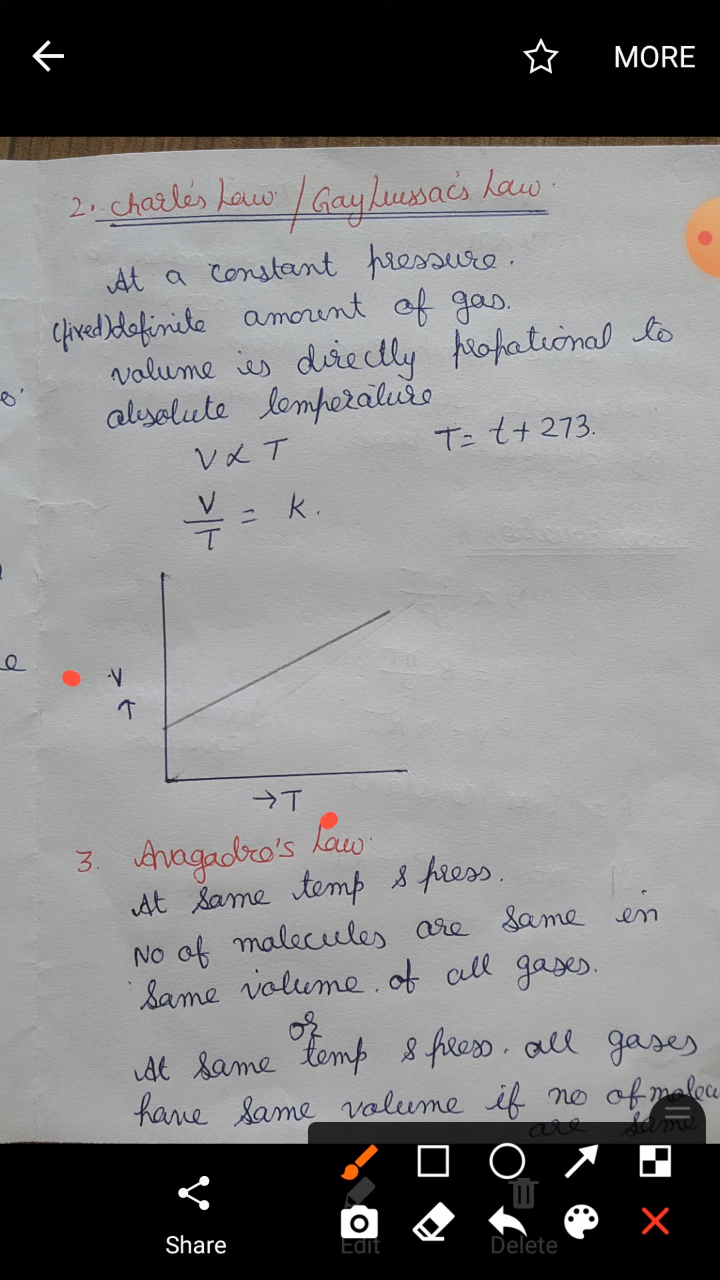 MORE
2. Charle's Law / Gay Lussac's Law.
At a constant pressure.
(fixed) definite amount of gas.
volume is directly propational to
absolute temperature
V ∝ T T = t + 273.
V/T = K.
V
↑
→ T
3. Avagadro's Law.
At same temp & press.
No of molecules are same in
same volume. of all gases.
or
At same temp & press. all gases
have same volume if no of molecu
are same
Share
Edit
Delete